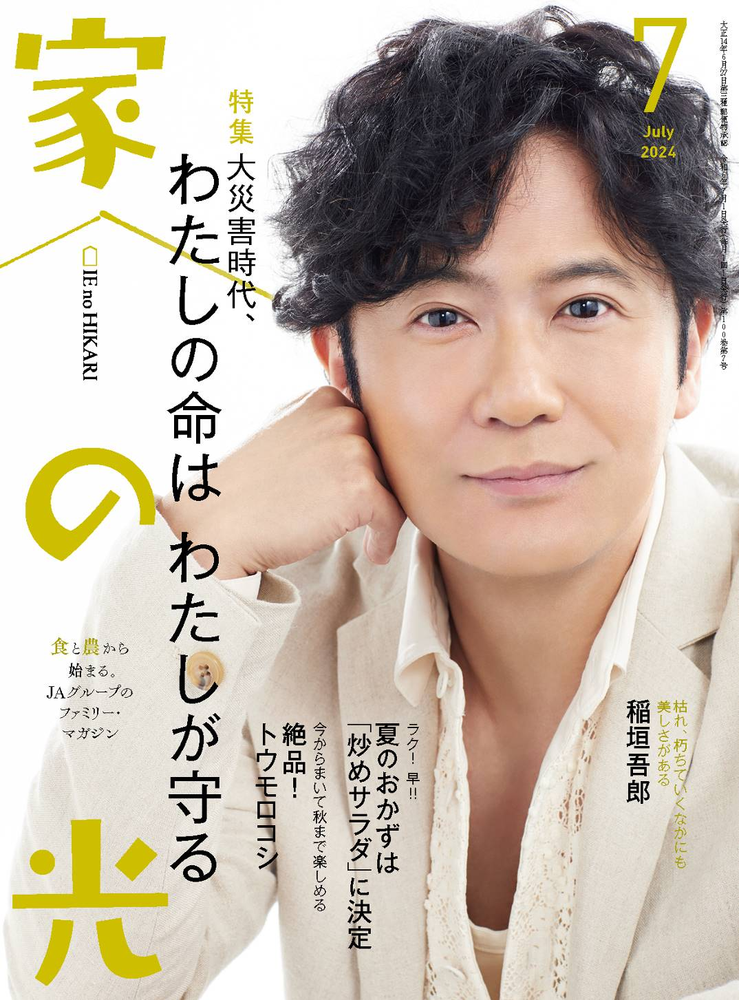 家の光
IE no HIKARI
7
July
2024
大正14年6月27日第三種郵便物承認 令和6年7月1日発行(毎月1回1日発行) 第100巻第7号
特集 大災害時代、
わたしの命は わたしが守る
食と農から
始まる。
JAグループの
ファミリー・
マガジン
枯れ、朽ちていくなかにも
美しさがある
稲垣吾郎
ラク! 早!!
夏のおかずは
「炒めサラダ」に決定
今からまいて秋まで楽しめる
絶品!
トウモロコシ